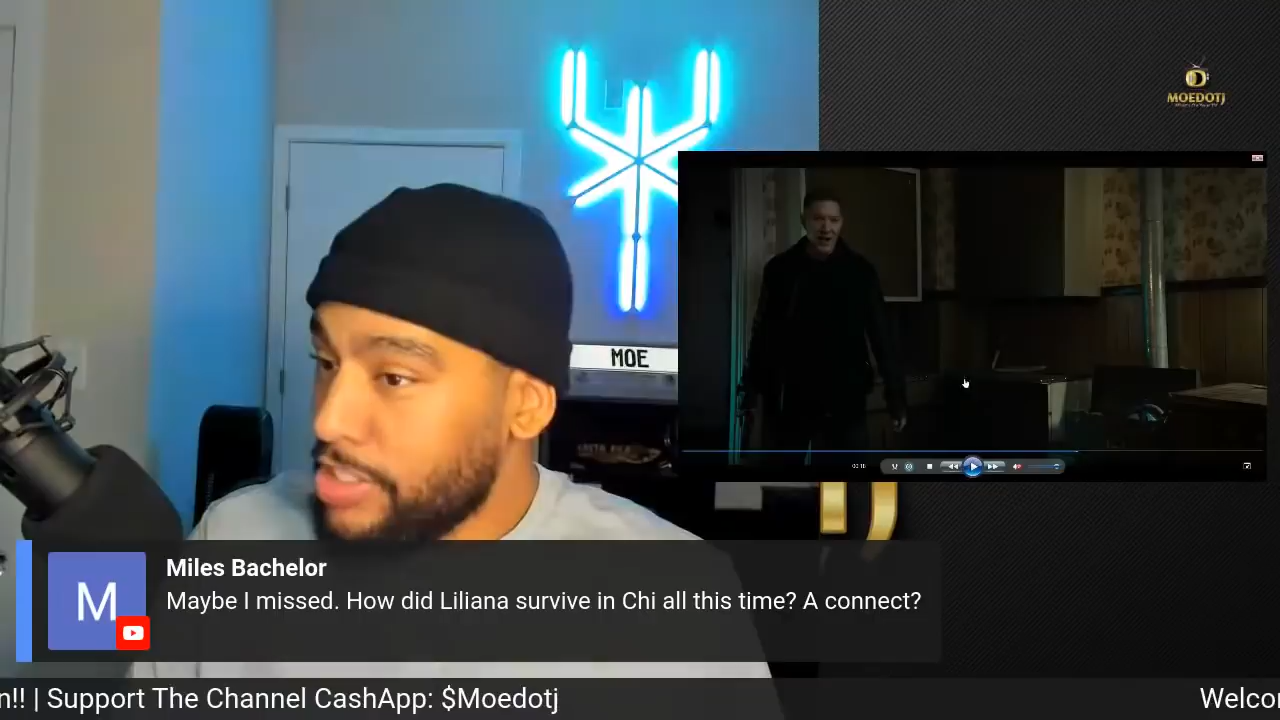 MOEDOTJ
MOE
Miles Bachelor
Maybe I missed. How did Liliana survive in Chi all this time? A connect?
M
n!! | Support The Channel CashApp: $Moedotj
Welcon